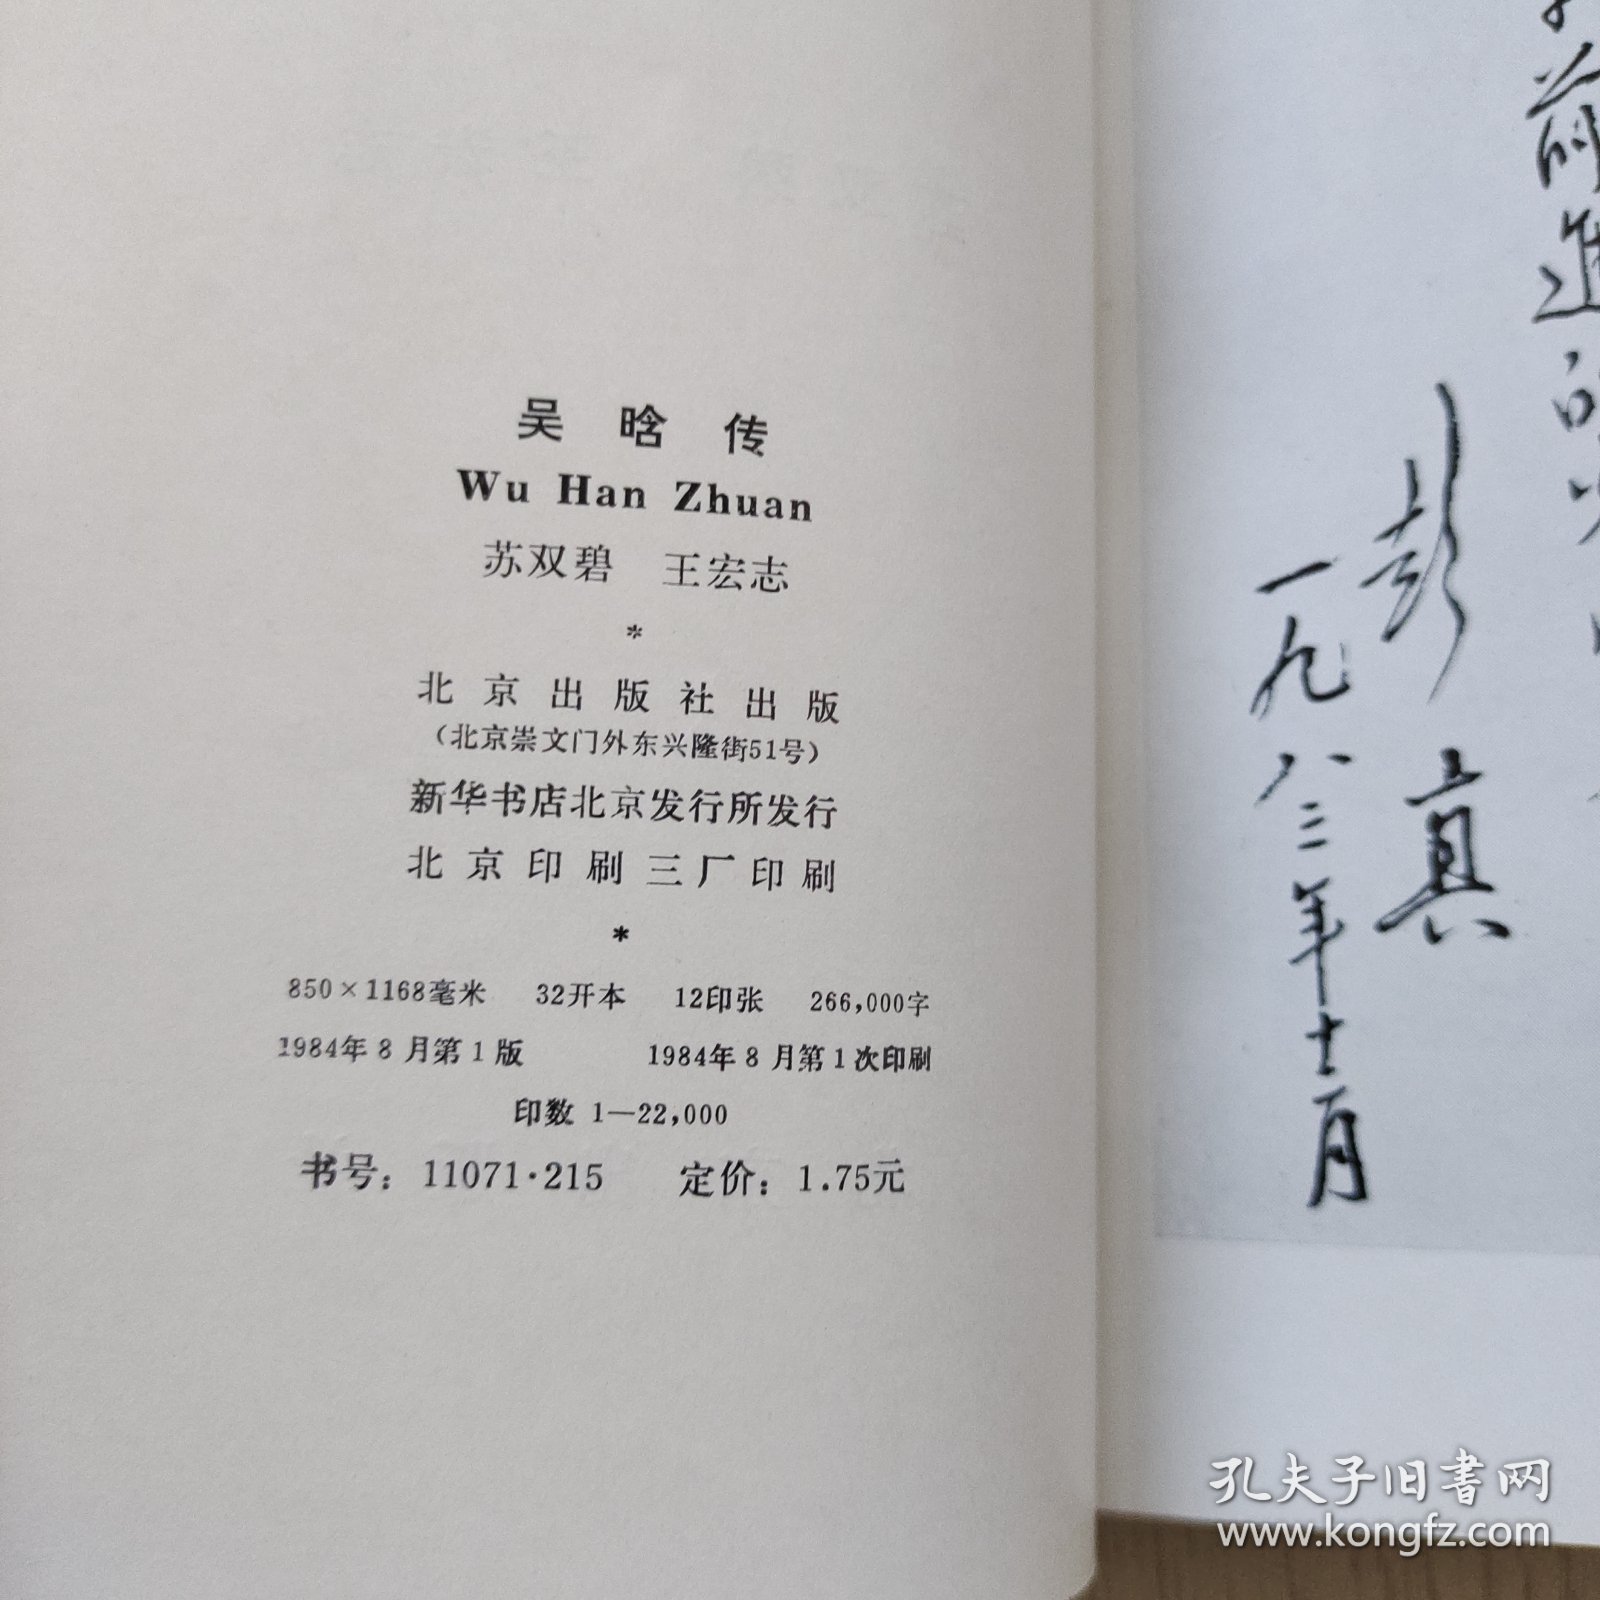 吴晗传
Wu Han Zhuan
苏双碧 王宏志
*
北京出版社出版
（北京崇文门外东兴隆街51号）
新华书店北京发行所发行
北京印刷三厂印刷
*
850×1168毫米 32开本 12印张 266,000字
1984年8月第1版 1984年8月第1次印刷
印数 1—22,000
书号：11071·215 定价：1.75元
前進的
彭真
一九八三年十一月
孔夫子旧書网
www.kongfz.com